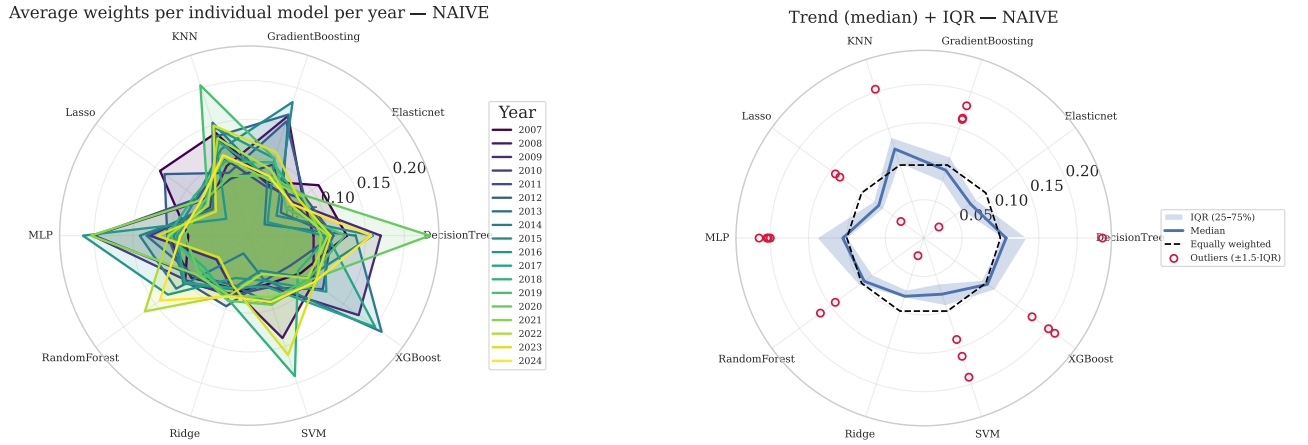 Average weights per individual model per year — NAIVE
KNN
GradientBoosting
Lasso
Elasticnet
0.20
0.15
0.10
MLP
DecisionTree
RandomForest
XGBoost
Ridge
SVM
Year
2007
2008
2009
2010
2011
2012
2013
2014
2015
2016
2017
2018
2019
2020
2021
2022
2023
2024
Trend (median) + IQR — NAIVE
KNN
GradientBoosting
Lasso
Elasticnet
0.20
0.15
0.10
0.05
MLP
RandomForest
XGBoost
Ridge
SVM
IQR (25–75%)
Median
Equally weighted
Outliers (±1.5·IQR)